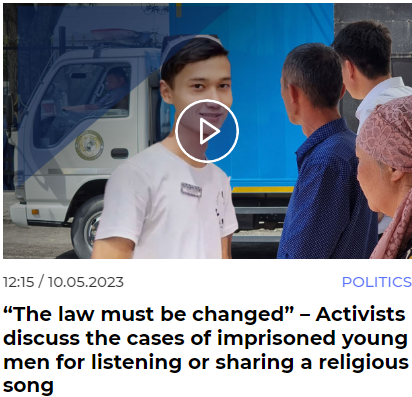 12:15 / 10.05.2023
POLITICS
“The law must be changed” – Activists
discuss the cases of imprisoned young
men for listening or sharing a religious
song